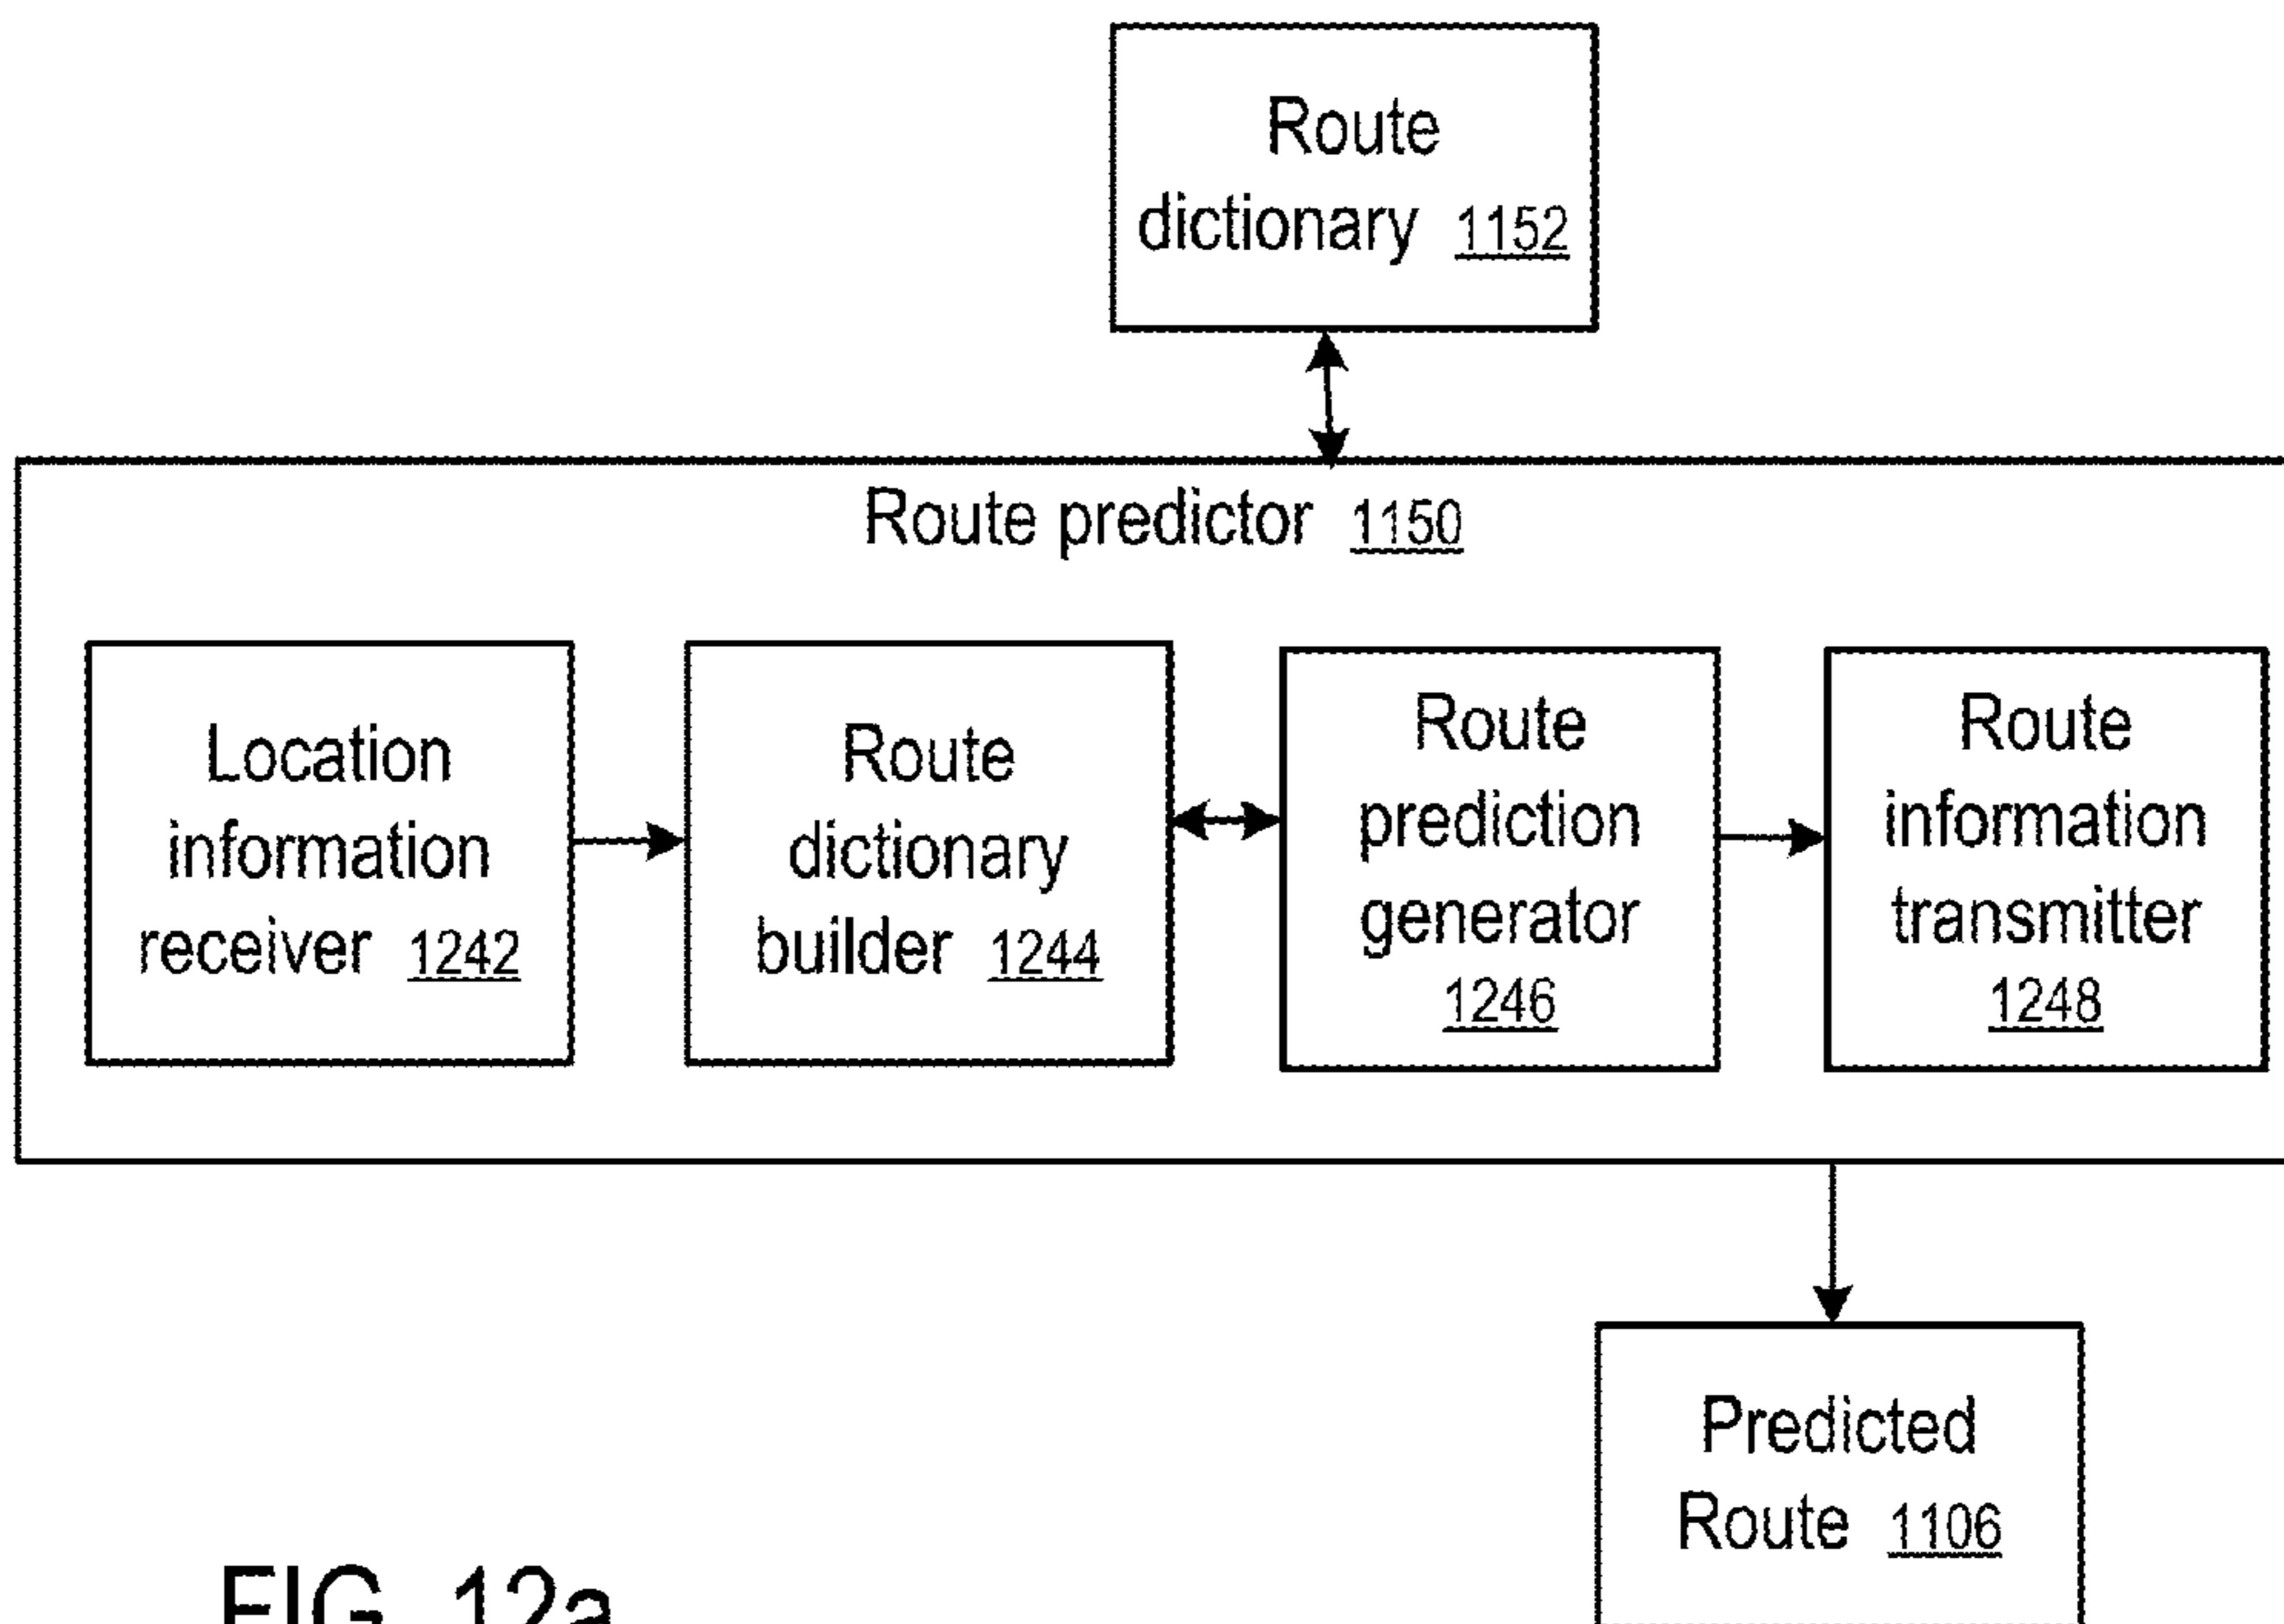 Route
dictionary 1152
Route predictor 1150
Location
information
receiver 1242
Route
dictionary
builder 1244
Route
prediction
generator
1246
Route
information
transmitter
1248
Predicted
Route 1106
FIG. 12a